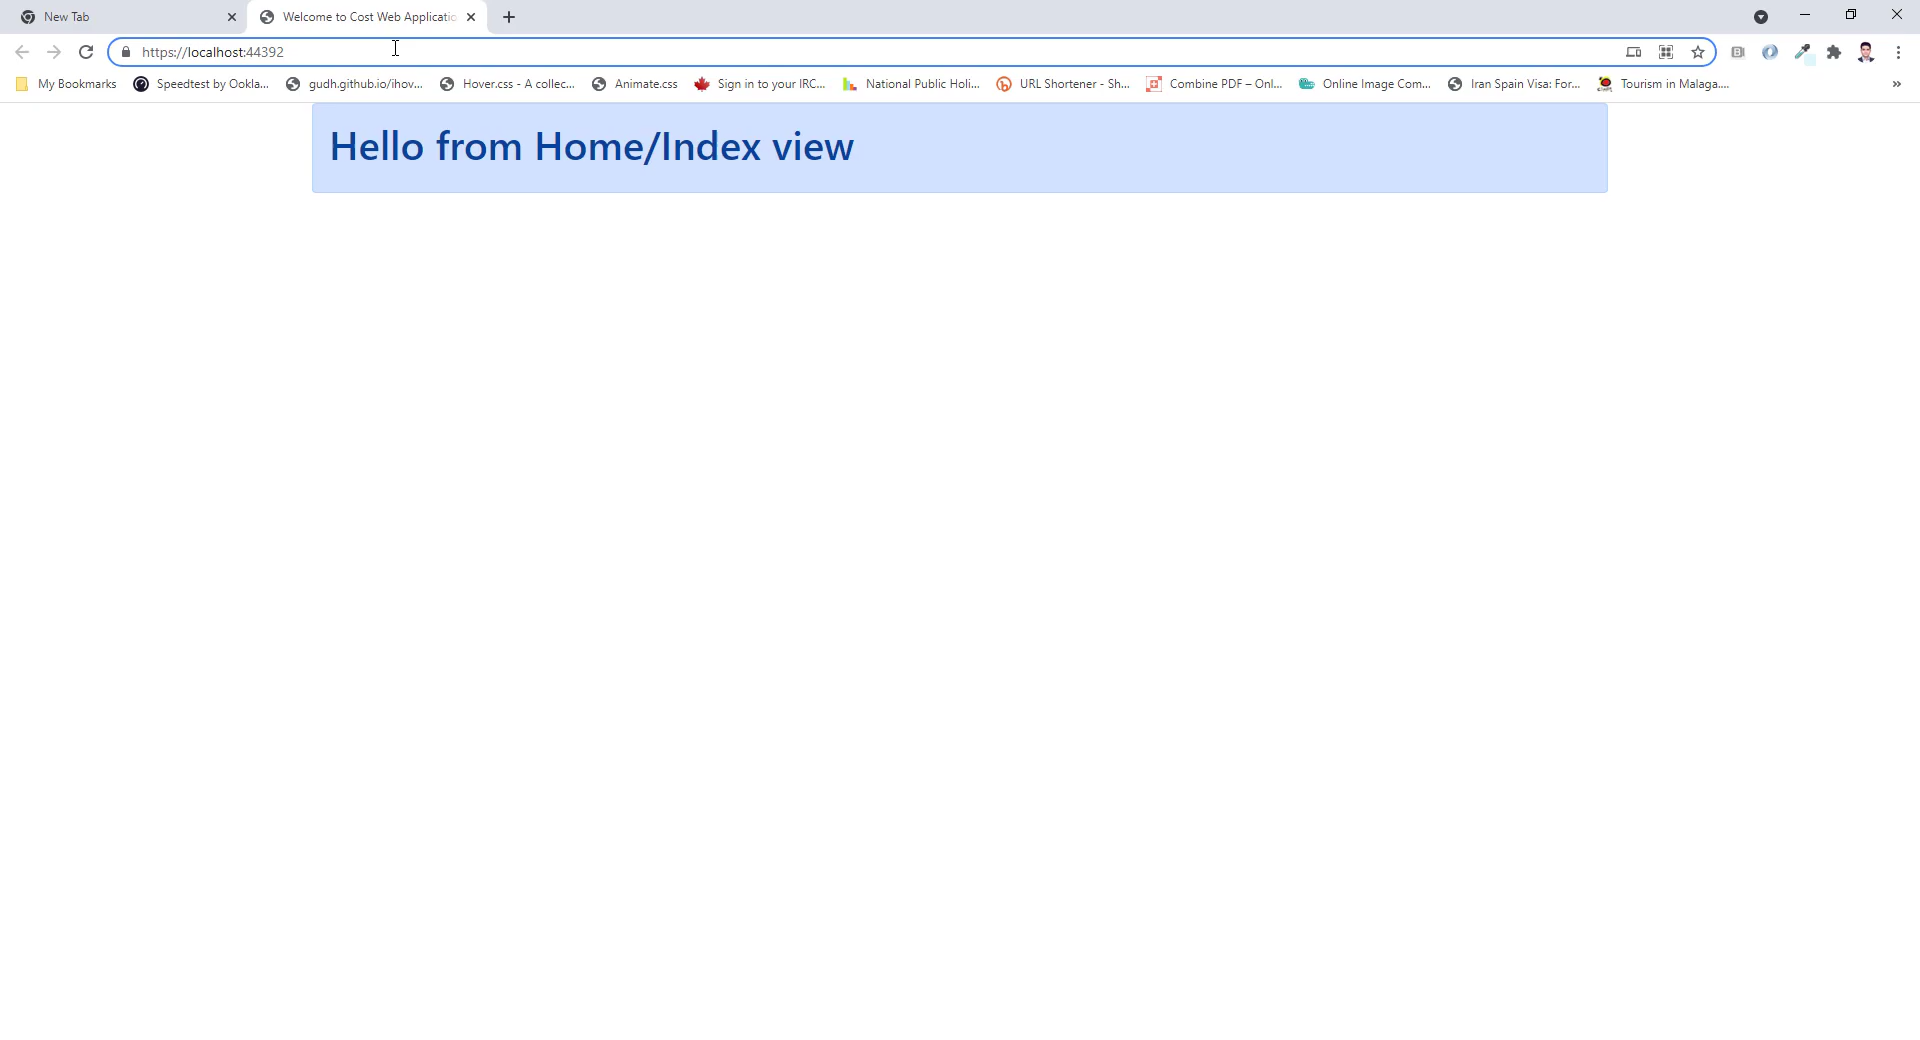 New Tab
Welcome to Cost Web Applicatio
https://localhost:44392
My Bookmarks
Speedtest by Ookla...
gudh.github.io/ihov...
Hover.css - A collec...
Animate.css
Sign in to your IRC...
National Public Holi...
URL Shortener - Sh...
Combine PDF – Onl...
Online Image Com...
Iran Spain Visa: For...
Tourism in Malaga....
Hello from Home/Index view